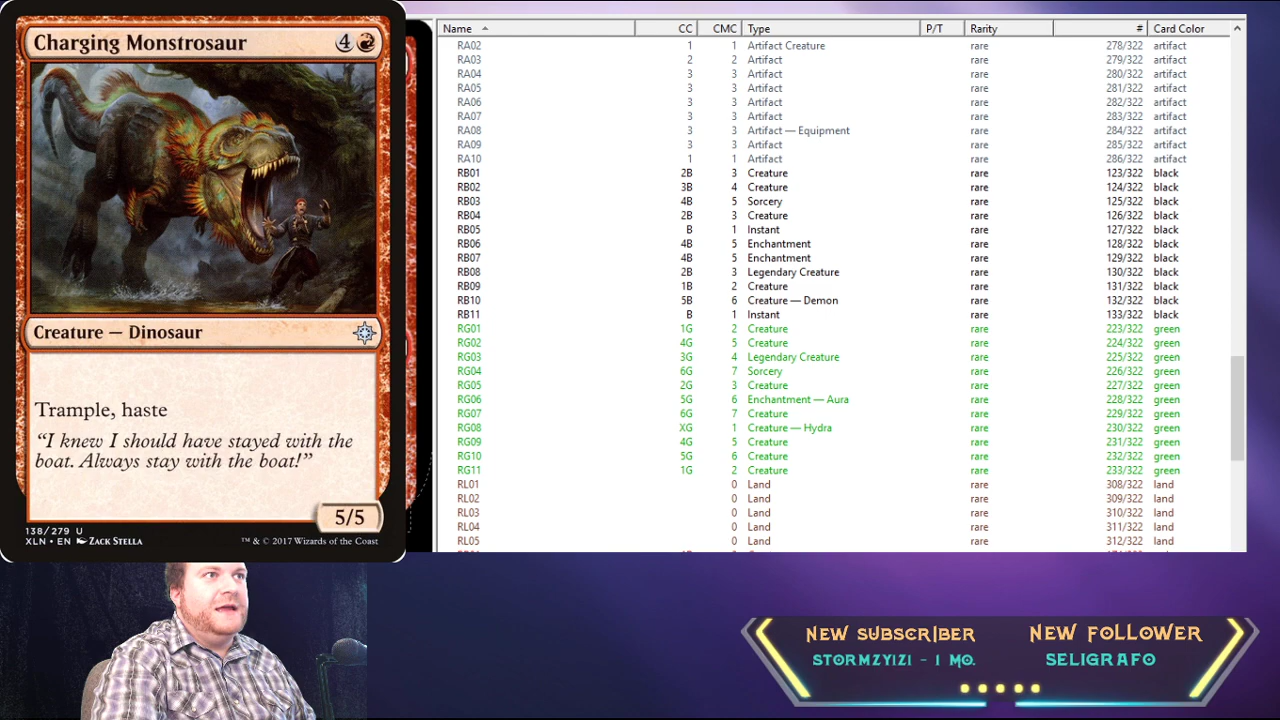 Charging Monstrosaur 4
Creature — Dinosaur
Trample, haste
“I knew I should have stayed with the
boat. Always stay with the boat!”
5/5
138/279 U
XLN • EN Zack Stella
™ & © 2017 Wizards of the Coast
Name CC CMC Type P/T Rarity # Card Color
RA02 1 1 Artifact Creature rare 278/322 artifact
RA03 2 2 Artifact rare 279/322 artifact
RA04 3 3 Artifact rare 280/322 artifact
RA05 3 3 Artifact rare 281/322 artifact
RA06 3 3 Artifact rare 282/322 artifact
RA07 3 3 Artifact rare 283/322 artifact
RA08 3 3 Artifact — Equipment rare 284/322 artifact
RA09 3 3 Artifact rare 285/322 artifact
RA10 1 1 Artifact rare 286/322 artifact
RB01 2B 3 Creature rare 123/322 black
RB02 3B 4 Creature rare 124/322 black
RB03 4B 5 Sorcery rare 125/322 black
RB04 2B 3 Creature rare 126/322 black
RB05 B 1 Instant rare 127/322 black
RB06 4B 5 Enchantment rare 128/322 black
RB07 4B 5 Enchantment rare 129/322 black
RB08 2B 3 Legendary Creature rare 130/322 black
RB09 1B 2 Creature rare 131/322 black
RB10 5B 6 Creature — Demon rare 132/322 black
RB11 B 1 Instant rare 133/322 black
RG01 1G 2 Creature rare 223/322 green
RG02 4G 5 Creature rare 224/322 green
RG03 3G 4 Legendary Creature rare 225/322 green
RG04 6G 7 Sorcery rare 226/322 green
RG05 2G 3 Creature rare 227/322 green
RG06 5G 6 Enchantment — Aura rare 228/322 green
RG07 6G 7 Creature rare 229/322 green
RG08 XG 1 Creature — Hydra rare 230/322 green
RG09 4G 5 Creature rare 231/322 green
RG10 5G 6 Creature rare 232/322 green
RG11 1G 2 Creature rare 233/322 green
RL01 0 Land rare 308/322 land
RL02 0 Land rare 309/322 land
RL03 0 Land rare 310/322 land
RL04 0 Land rare 311/322 land
RL05 0 Land rare 312/322 land
NEW SUBSCRIBER
STORMZYIZI - 1 MO.
NEW FOLLOWER
SELIGRAFO